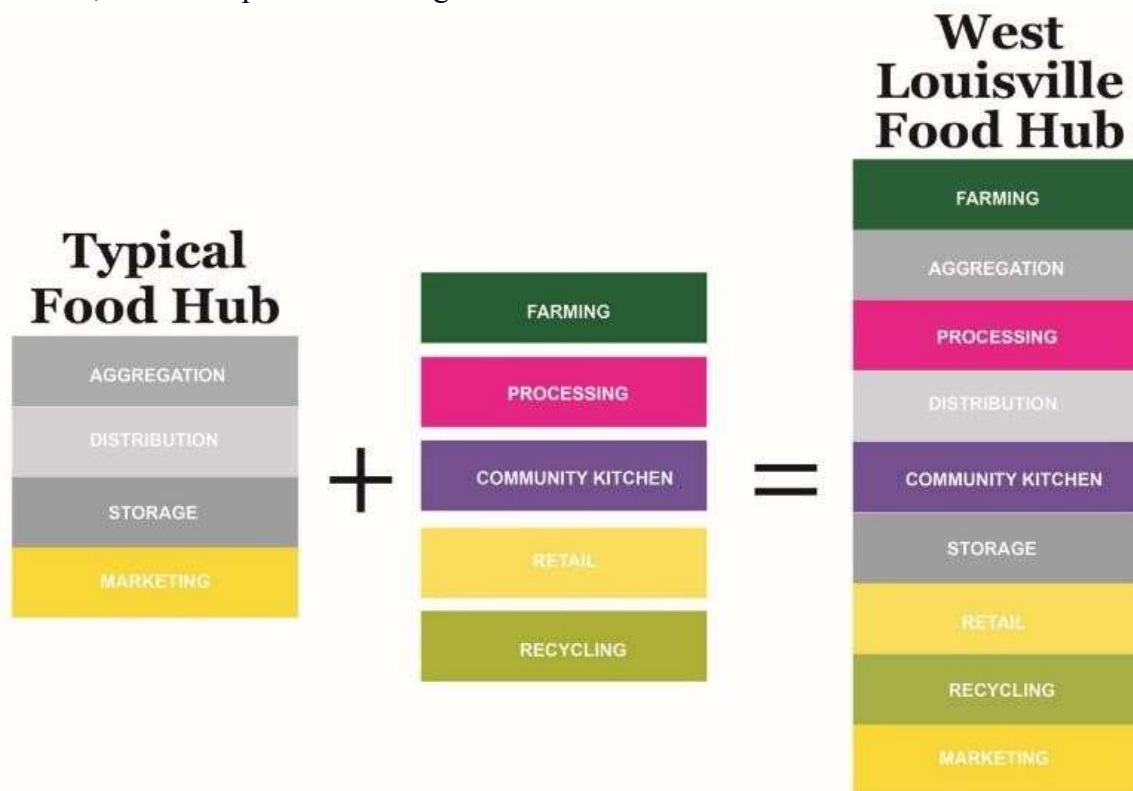 Typical
Food Hub
AGGREGATION
DISTRIBUTION
STORAGE
MARKETING
+
FARMING
PROCESSING
COMMUNITY KITCHEN
RETAIL
RECYCLING
=
West
Louisville
Food Hub
FARMING
AGGREGATION
PROCESSING
DISTRIBUTION
COMMUNITY KITCHEN
STORAGE
RETAIL
RECYCLING
MARKETING